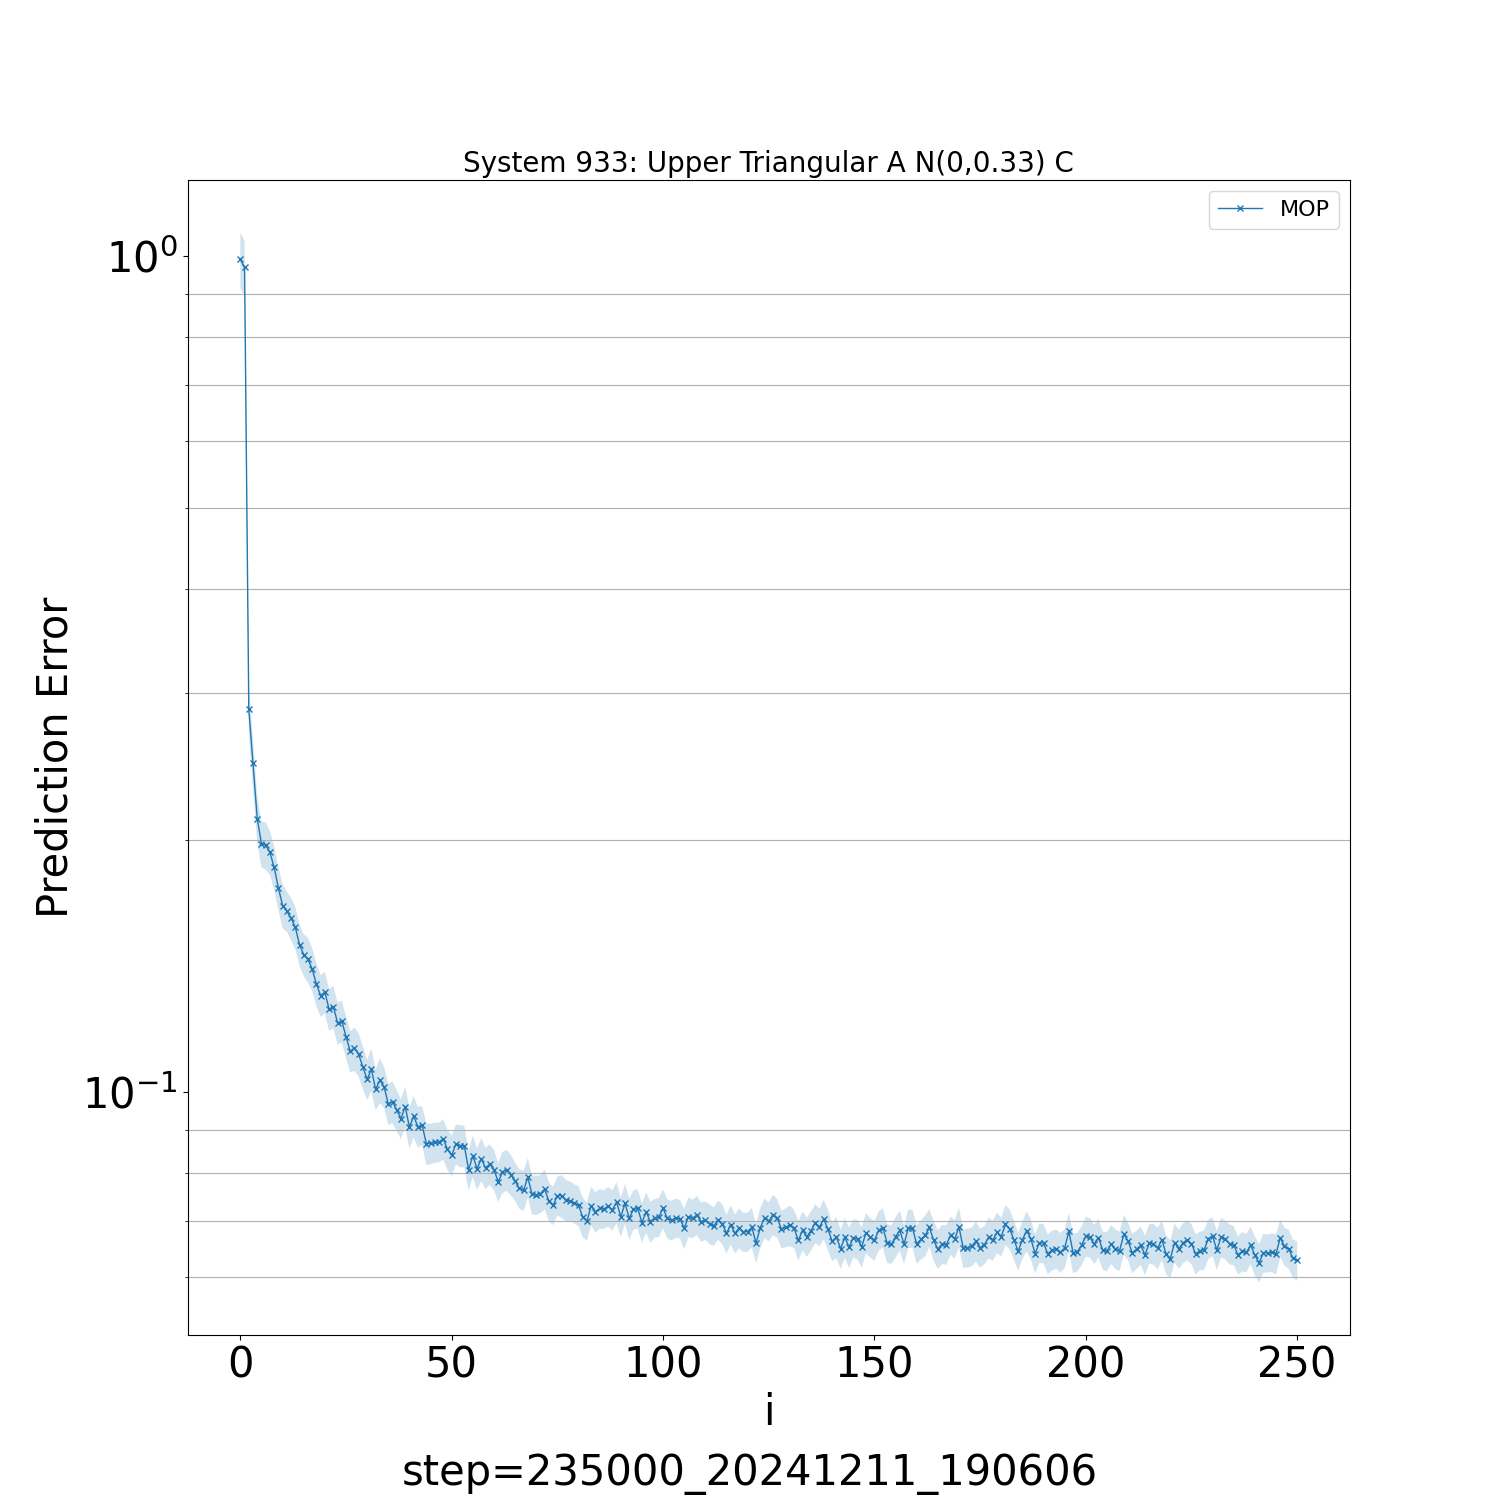 System 933: Upper Triangular A N(0,0.33) C
MOP
10⁰
10⁻¹
Prediction Error
0 50 100 150 200 250
i
step=235000_20241211_190606